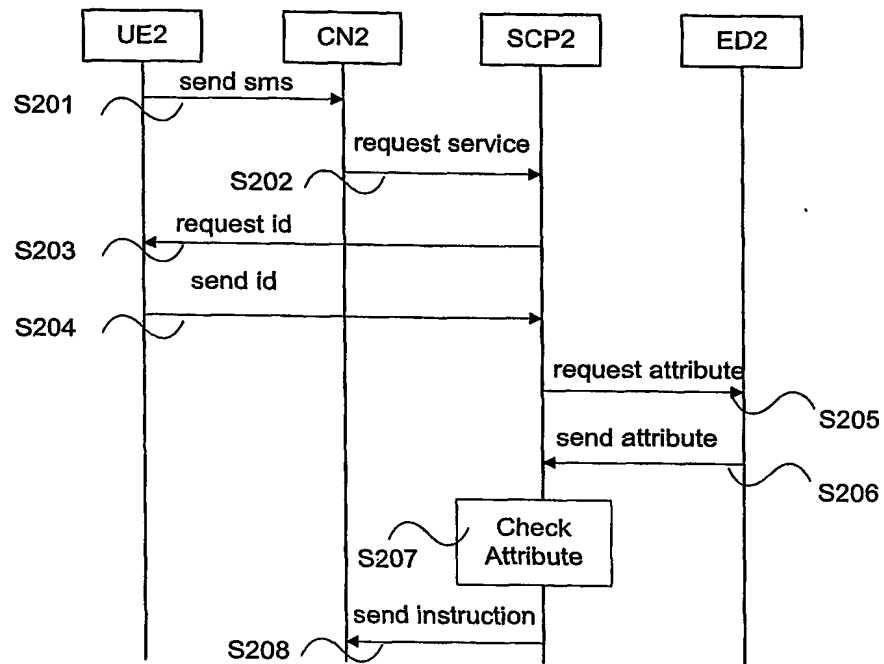 UE2
CN2
SCP2
ED2
send sms
S201
request service
S202
request id
S203
send id
S204
request attribute
S205
send attribute
S206
Check
Attribute
S207
send instruction
S208